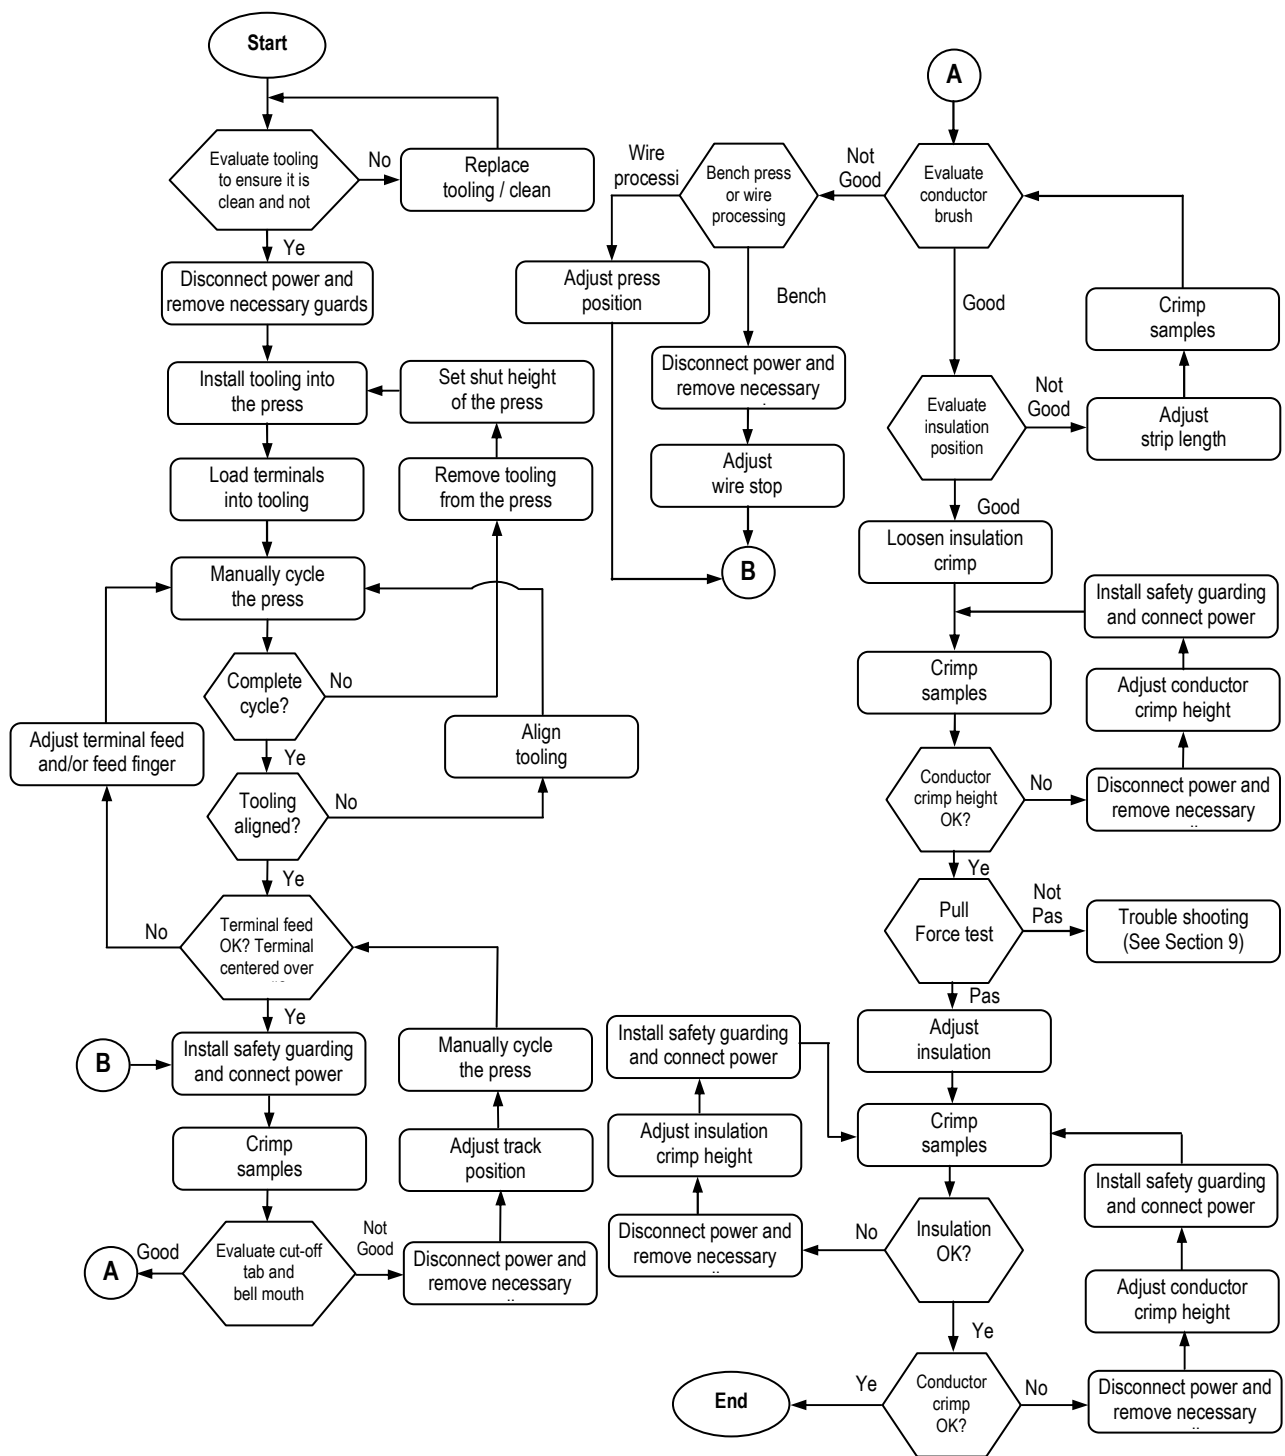 Start
Evaluate tooling
to ensure it is
clean and not
No
Replace
tooling / clean
Ye
Disconnect power and
remove necessary guards
Install tooling into
the press
Set shut height
of the press
Load terminals
into tooling
Remove tooling
from the press
Manually cycle
the press
Complete
cycle?
No
Adjust terminal feed
and/or feed finger
Align
tooling
Ye
Tooling
aligned?
No
Ye
Terminal feed
OK? Terminal
centered over
No
Ye
B
Install safety guarding
and connect power
Manually cycle
the press
Crimp
samples
Adjust track
position
A
Good
Evaluate cut-off
tab and
bell mouth
Not
Good
Disconnect power and
remove necessary
A
Evaluate
conductor
brush
Not
Good
Bench press
or wire
processing
Wire
processi
Adjust press
position
Bench
Disconnect power and
remove necessary
Adjust
wire stop
B
Good
Crimp
samples
Evaluate
insulation
position
Not
Good
Adjust
strip length
Good
Loosen insulation
crimp
Install safety guarding
and connect power
Crimp
samples
Adjust conductor
crimp height
Conductor
crimp height
OK?
No
Disconnect power and
remove necessary
Ye
Pull
Force test
Not
Pas
Trouble shooting
(See Section 9)
Pas
Adjust
insulation
Install safety guarding
and connect power
Crimp
samples
Adjust insulation
crimp height
Install safety guarding
and connect power
Insulation
OK?
No
Disconnect power and
remove necessary
Adjust conductor
crimp height
Ye
Conductor
crimp
OK?
No
Disconnect power and
remove necessary
Ye
End